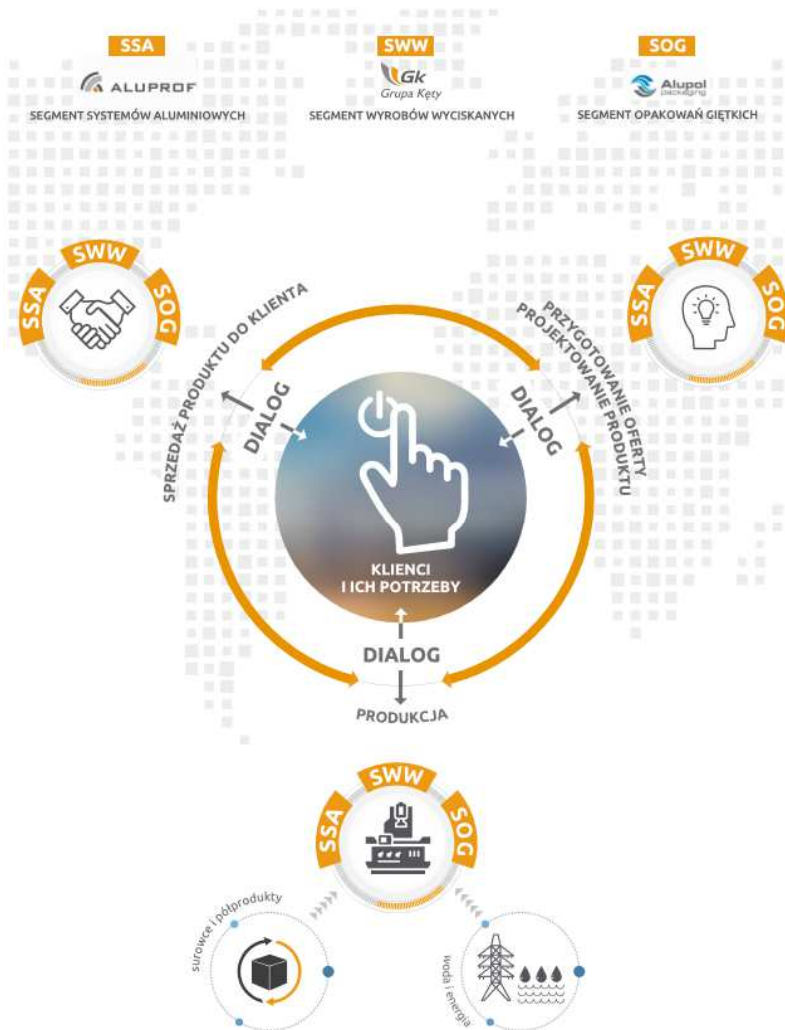 SSA
SWW
SOG
ALUPROF
Gk
Grupa Kęty
Alupol
packaging
SEGMENT SYSTEMÓW ALUMINIOWYCH
SEGMENT WYROBÓW WYCISKANYCH
SEGMENT OPAKOWAŃ GIĘTKICH
SSA
SWW
SOG
SSA
SWW
SOG
SPRZEDAŻ PRODUKTU DO KLIENTA
DIALOG
DIALOG
PRZYGOTOWANIE OFERTY
PROJEKTOWANIE PRODUKTU
KLIENCI
I ICH POTRZEBY
DIALOG
PRODUKCJA
SSA
SWW
SOG
surowce i półprodukty
woda i energia